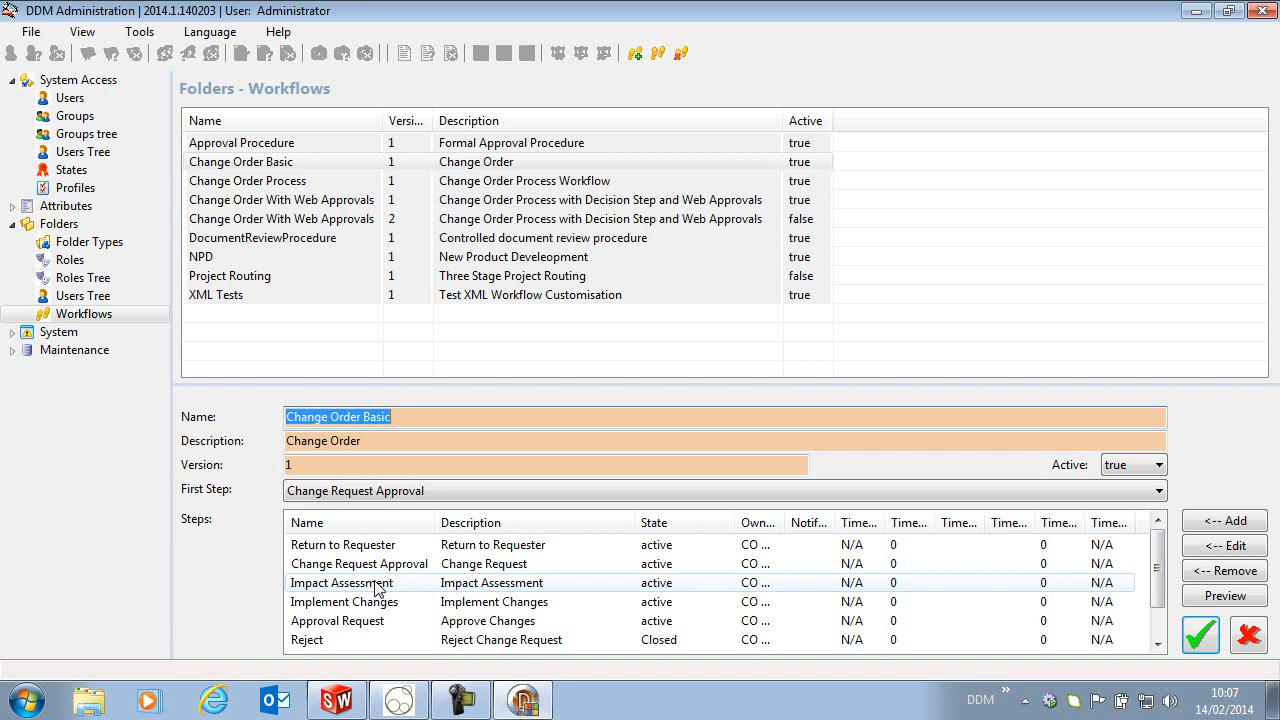 DDM Administration | 2014.1.140203 | User: Administrator
File View Tools Language Help
System Access
Users
Groups
Groups tree
Users Tree
States
Profiles
Attributes
Folders
Folder Types
Roles
Roles Tree
Users Tree
Workflows
System
Maintenance
Folders - Workflows
Name Versi... Description Active
Approval Procedure 1 Formal Approval Procedure true
Change Order Basic 1 Change Order true
Change Order Process 1 Change Order Process Workflow true
Change Order With Web Approvals 1 Change Order Process with Decision Step and Web Approvals true
Change Order With Web Approvals 2 Change Order Process with Decision Step and Web Approvals false
DocumentReviewProcedure 1 Controlled document review procedure true
NPD 1 New Product Develeopment true
Project Routing 1 Three Stage Project Routing false
XML Tests 1 Test XML Workflow Customisation true
Name: Change Order Basic
Description: Change Order
Version: 1 Active: true
First Step: Change Request Approval
Steps:
Name Description State Own... Notif... Time... Time... Time... Time... Time... Time...
Return to Requester Return to Requester active CO ... N/A 0 0 N/A
Change Request Approval Change Request active CO ... N/A 0 0 N/A
Impact Assessment Impact Assessment active CO ... N/A 0 0 N/A
Implement Changes Implement Changes active CO ... N/A 0 0 N/A
Approval Request Approve Changes active CO ... N/A 0 0 N/A
Reject Reject Change Request Closed CO ... N/A 0 0 N/A
<-- Add
<-- Edit
<-- Remove
Preview
DDM
10:07
14/02/2014